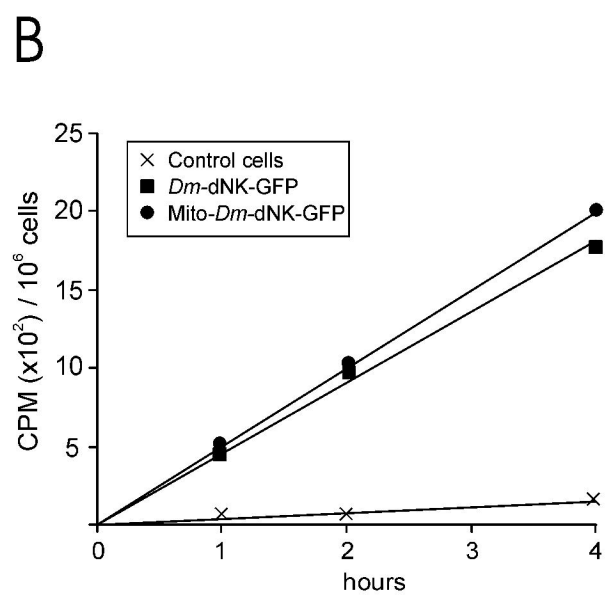 B
25
20
15
10
5
0
1
2
3
4
× Control cells
■ Dm-dNK-GFP
● Mito-Dm-dNK-GFP
CPM (x10²) / 10⁶ cells
hours